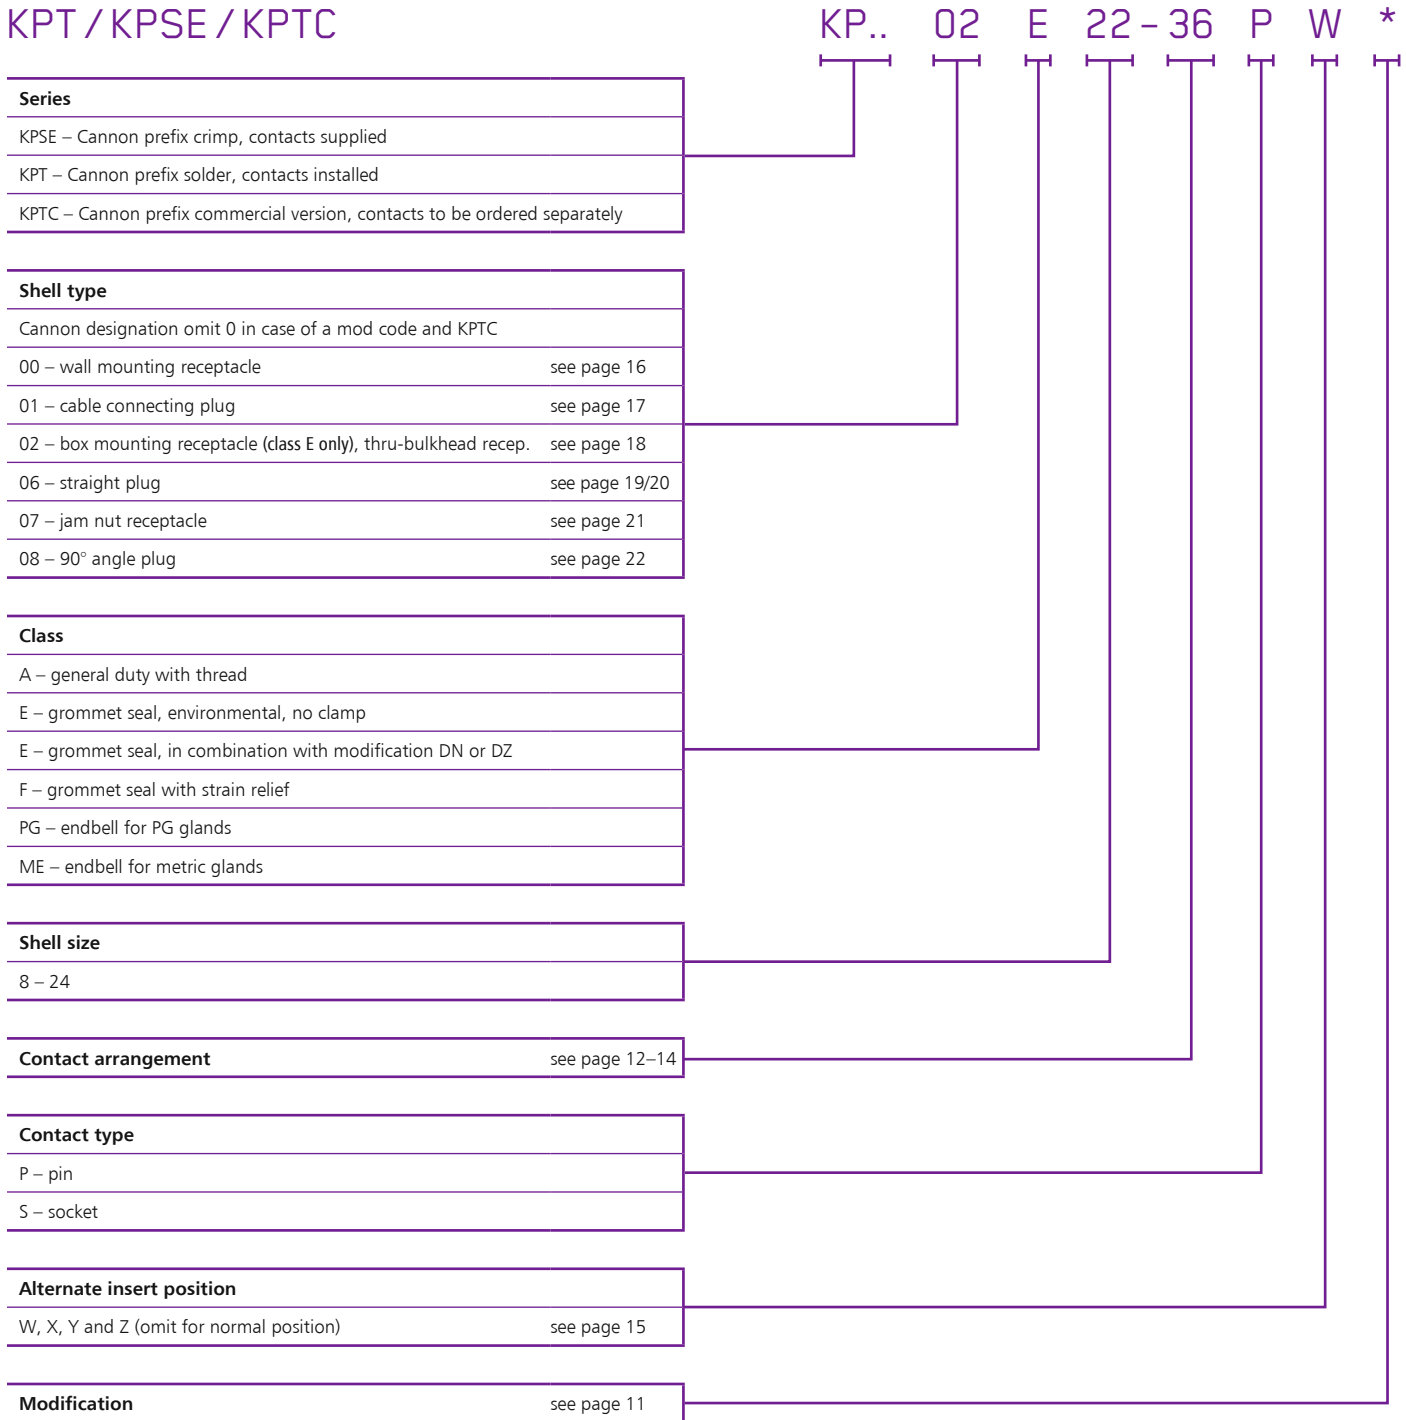 KPT / KPSE / KPTC KP.. 02 E 22 – 36 P W *
Series
KPSE – Cannon prefix crimp, contacts supplied
KPT – Cannon prefix solder, contacts installed
KPTC – Cannon prefix commercial version, contacts to be ordered separately
Shell type
Cannon designation omit 0 in case of a mod code and KPTC
00 – wall mounting receptacle see page 16
01 – cable connecting plug see page 17
02 – box mounting receptacle (class E only), thru-bulkhead recep. see page 18
06 – straight plug see page 19/20
07 – jam nut receptacle see page 21
08 – 90° angle plug see page 22
Class
A – general duty with thread
E – grommet seal, environmental, no clamp
E – grommet seal, in combination with modification DN or DZ
F – grommet seal with strain relief
PG – endbell for PG glands
ME – endbell for metric glands
Shell size
8 – 24
Contact arrangement see page 12–14
Contact type
P – pin
S – socket
Alternate insert position
W, X, Y and Z (omit for normal position) see page 15
Modification see page 11